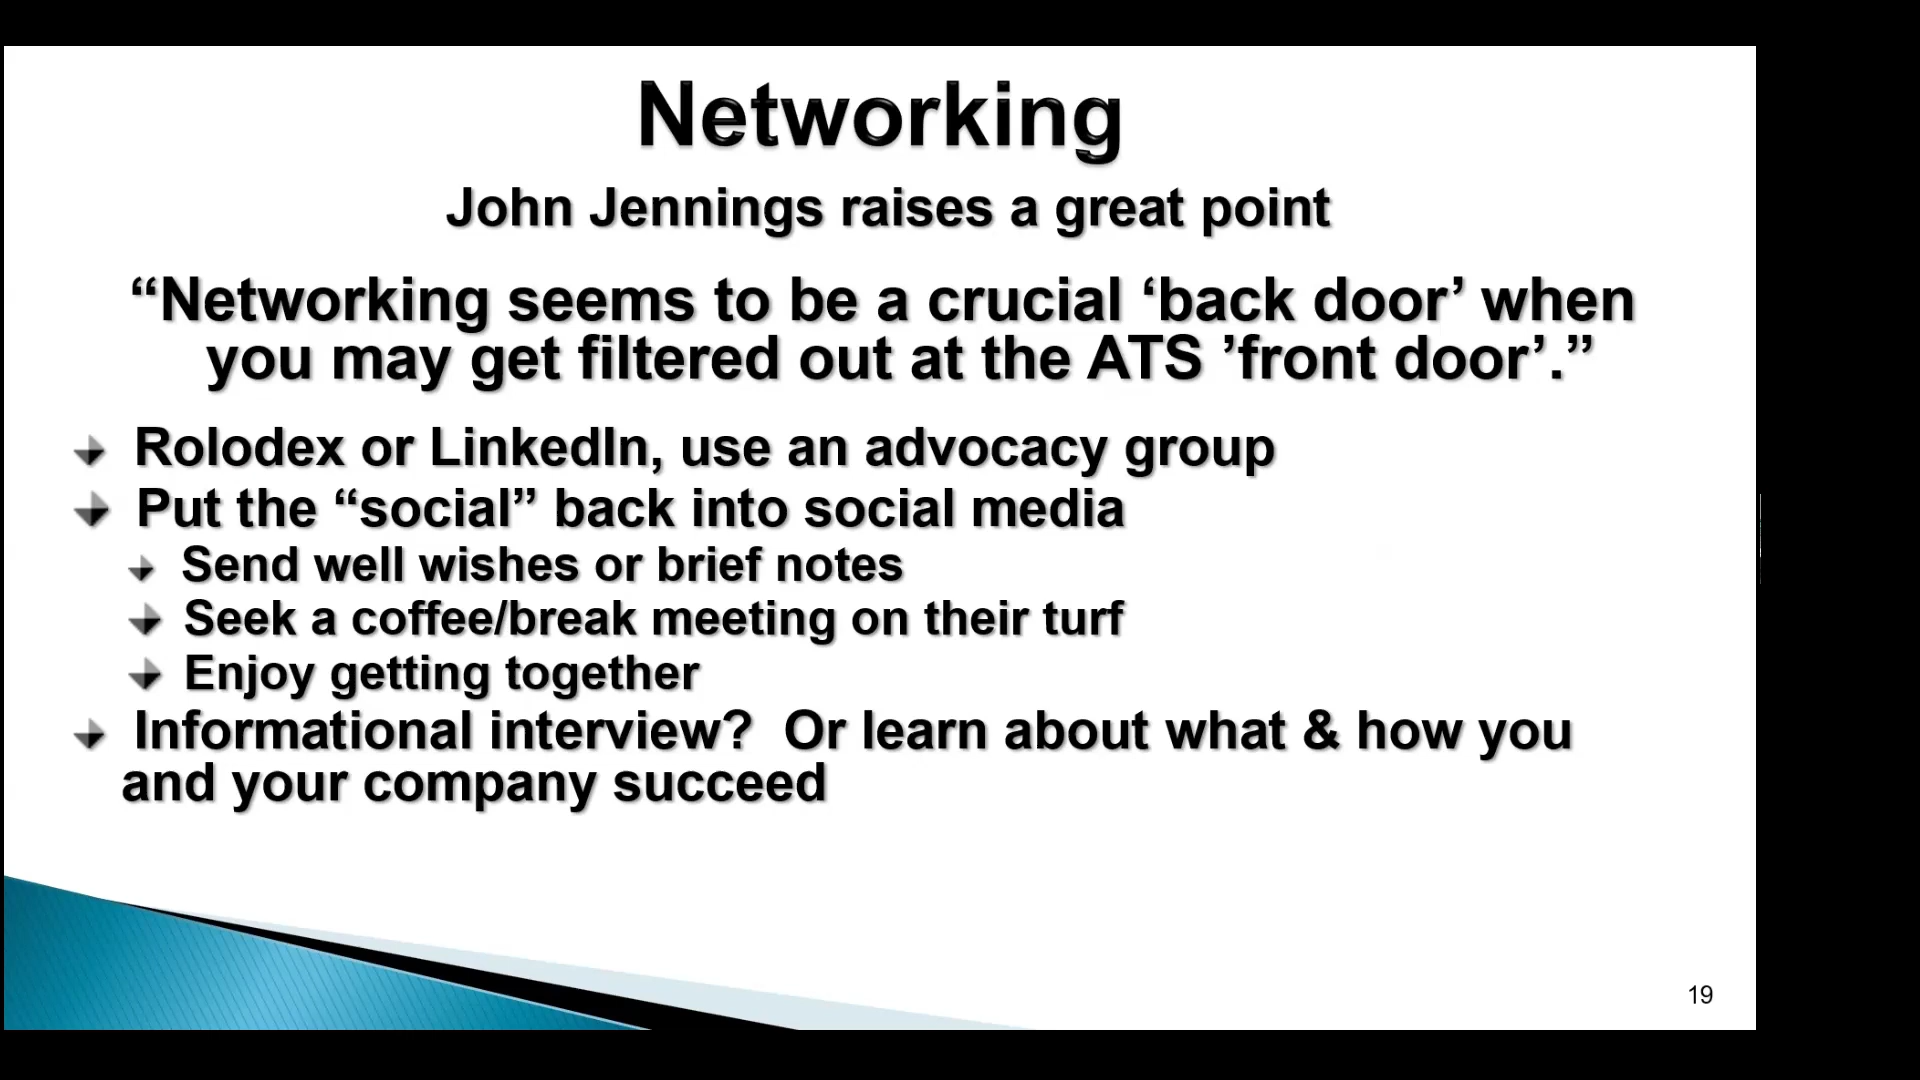 Networking
John Jennings raises a great point
“Networking seems to be a crucial ‘back door’ when
you may get filtered out at the ATS ’front door’.”
Rolodex or LinkedIn, use an advocacy group
Put the “social” back into social media
Send well wishes or brief notes
Seek a coffee/break meeting on their turf
Enjoy getting together
Informational interview?  Or learn about what & how you
and your company succeed
19